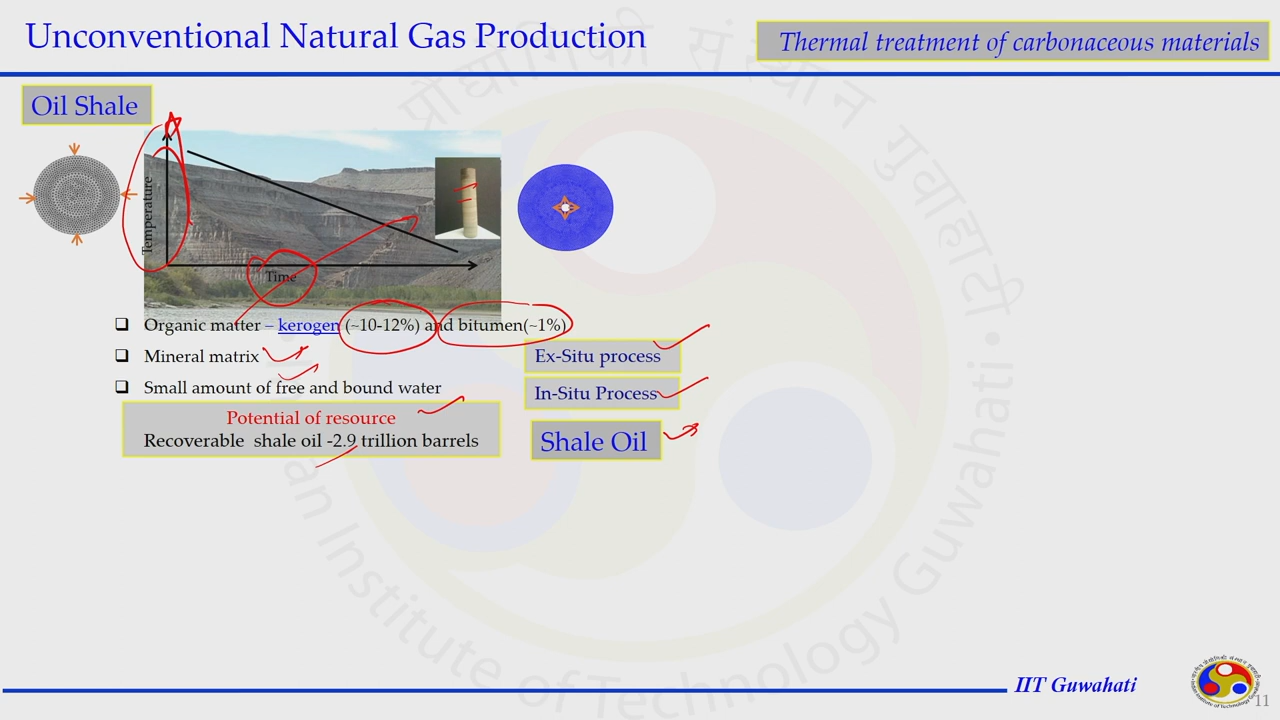 Unconventional Natural Gas Production
Thermal treatment of carbonaceous materials
Oil Shale
Temperature
Time
❑ Organic matter – kerogen (~10-12%) and bitumen(~1%)
❑ Mineral matrix
❑ Small amount of free and bound water
Potential of resource
Recoverable shale oil -2.9 trillion barrels
Ex-Situ process
In-Situ Process
Shale Oil
IIT Guwahati
11